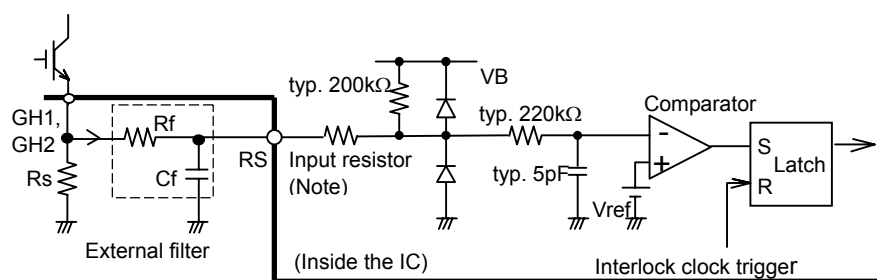 typ. 200kΩ
VB
GH1,
GH2
Rf
RS
Input resistor
(Note)
typ. 220kΩ
Comparator
-
+
S
R
Latch
Rs
Cf
typ. 5pF
Vref
External filter
(Inside the IC)
Interlock clock trigger